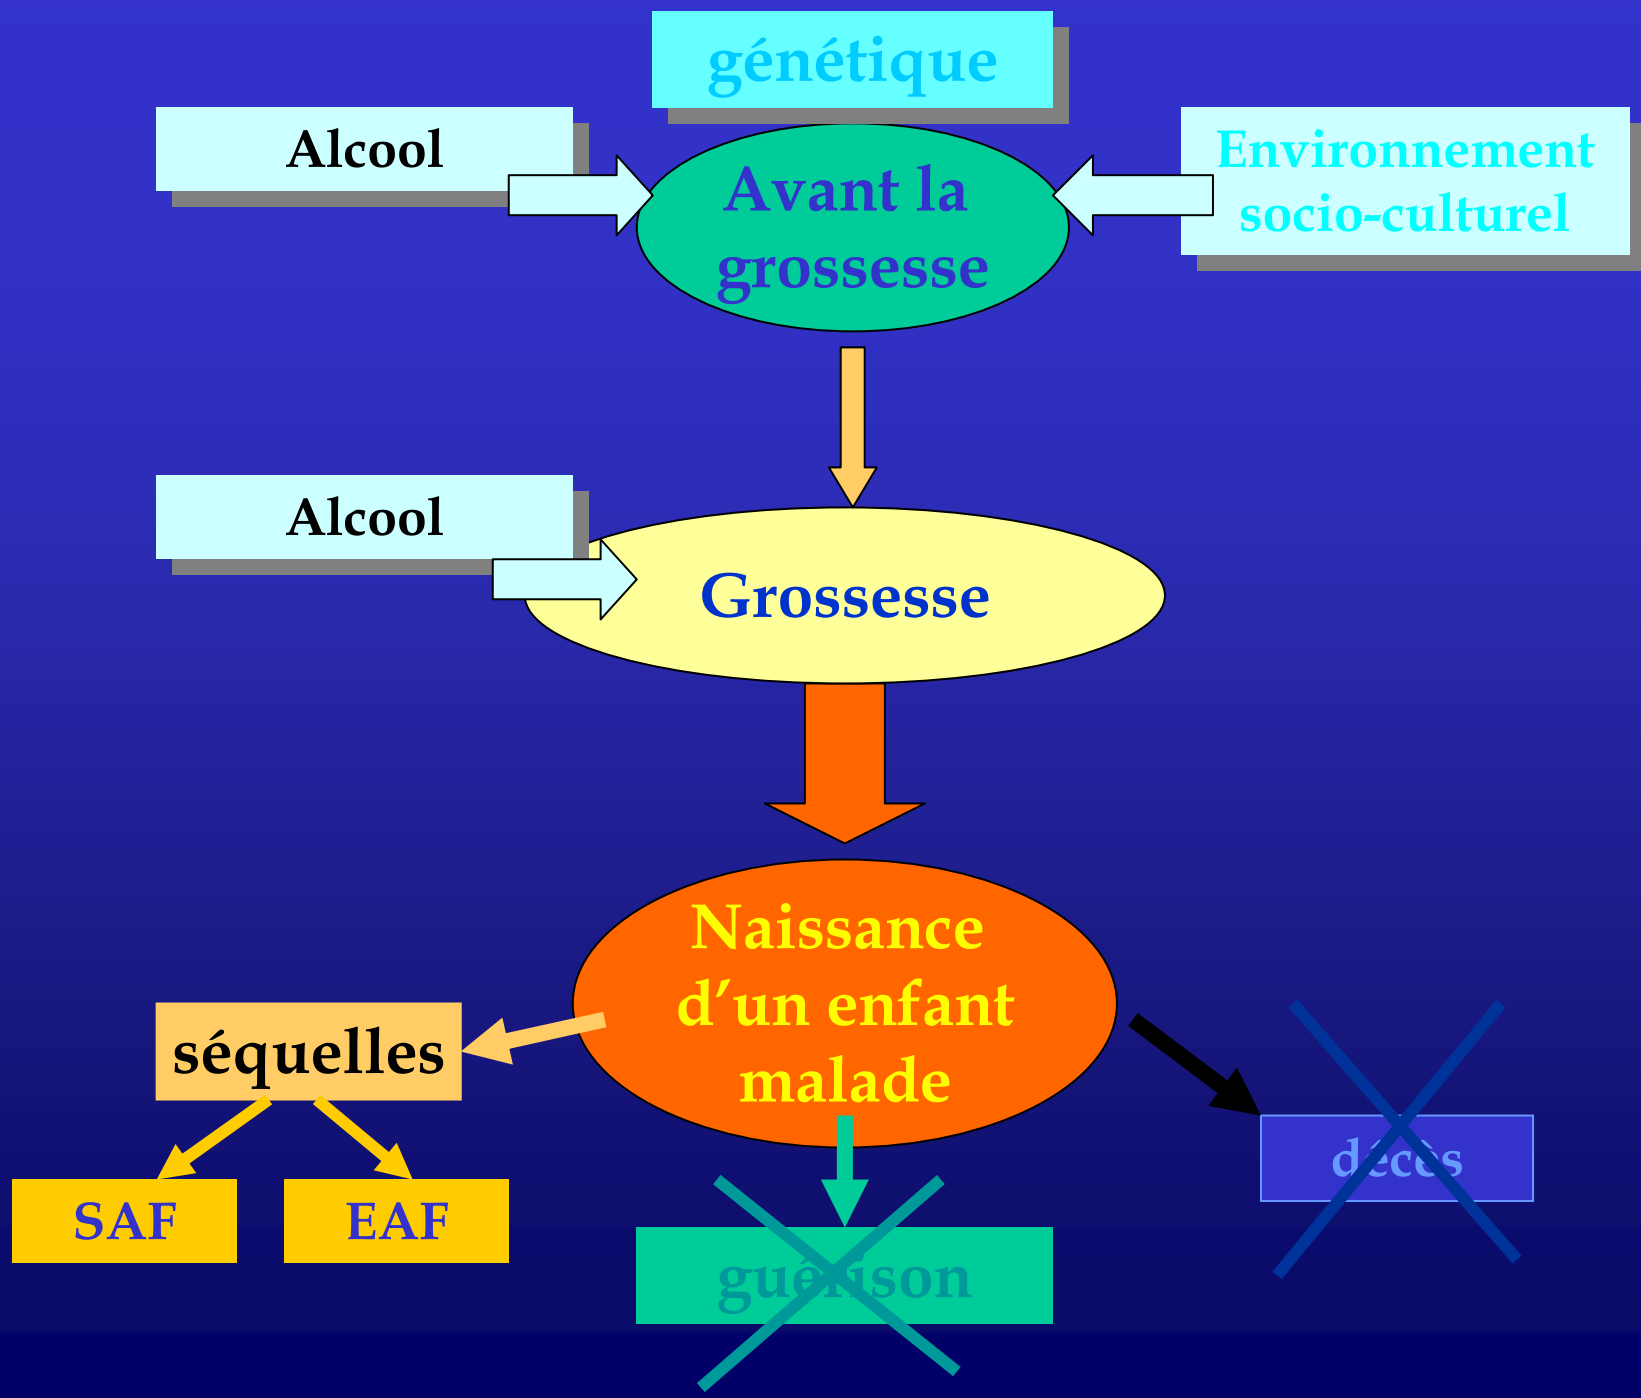 génétique
Alcool
Avant la
grossesse
Environnement
socio-culturel
Alcool
Grossesse
Naissance
d’un enfant
malade
séquelles
SAF
EAF
guérison
décès